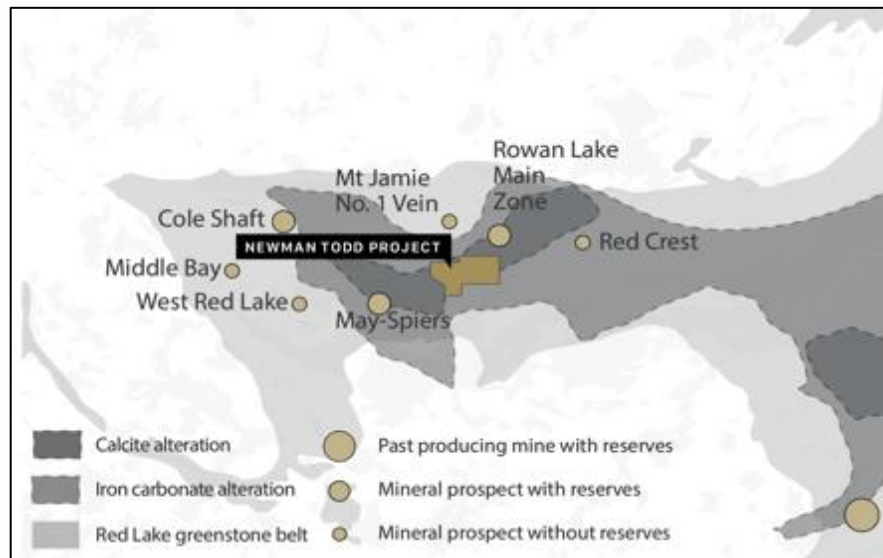 Rowan Lake
Main
Zone
Mt Jamie
No. 1 Vein
Cole Shaft
NEWMAN TODD PROJECT
Red Crest
Middle Bay
West Red Lake
May-Spiers
Calcite alteration
Past producing mine with reserves
Iron carbonate alteration
Mineral prospect with reserves
Red Lake greenstone belt
Mineral prospect without reserves